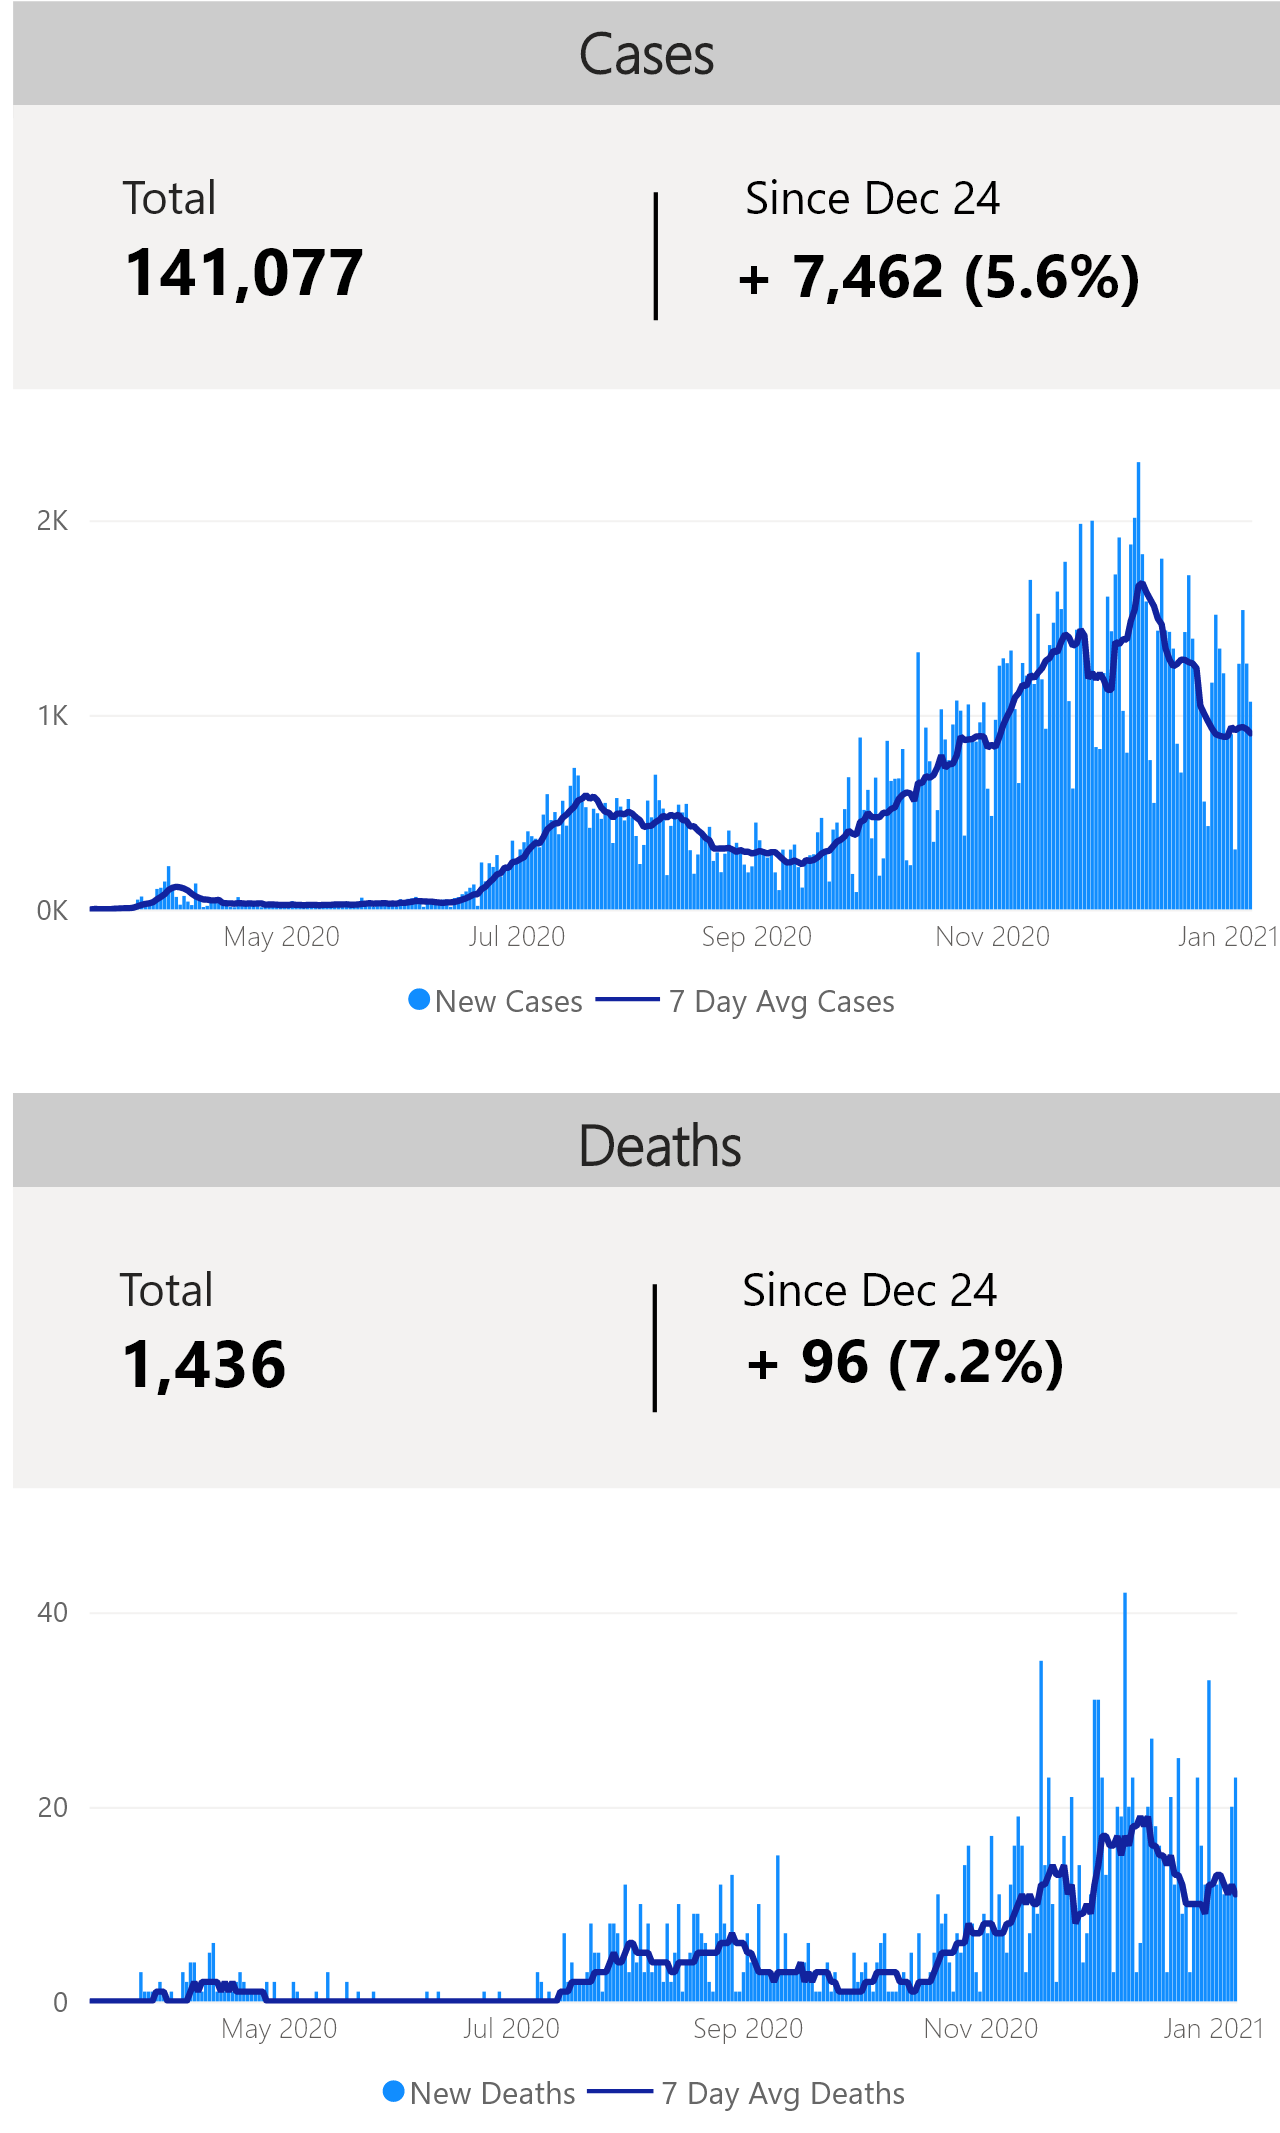 Cases
Total
Since Dec 24
141,077
+ 7,462 (5.6%)
2K
1K
0K
May 2020
Jul 2020
Sep 2020
Nov 2020
Jan 2021
New Cases
7 Day Avg Cases
Deaths
Total
Since Dec 24
1,436
+ 96 (7.2%)
40
20
0
May 2020
Jul 2020
Sep 2020
Nov 2020
Jan 2021
New Deaths
7 Day Avg Deaths